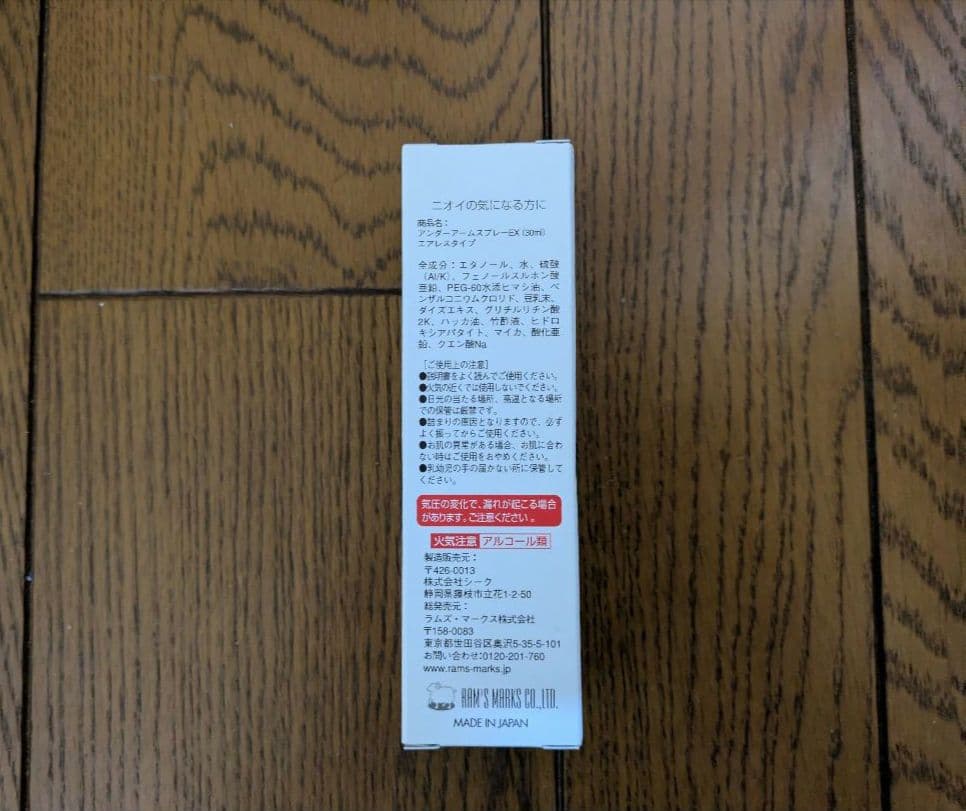 ニオイの気になる方に
商品名：
アンダーアームスプレーEX（30ml）
エアレスタイプ
全成分：エタノール、水、硫酸
（Al/K）、フェノールスルホン酸
亜鉛、PEG-60水添ヒマシ油、ベ
ンザルコニウムクロリド、豆乳末、
ダイズエキス、グリチルリチン酸
2K、ハッカ油、竹酢液、ヒドロ
キシアパタイト、マイカ、酸化亜
鉛、クエン酸Na
［ご使用上の注意］
●説明書をよく読んでご使用ください。
●火気の近くでは使用しないでください。
●日光の当たる場所、高温となる場所
での保管は厳禁です。
●詰まりの原因となりますので、必ず
よく振ってからご使用ください。
●お肌の異常がある場合、お肌に合わ
ない時はご使用をおやめください。
●乳幼児の手の届かない所に保管して
ください。
気圧の変化で、漏れが起こる場合
があります。ご注意ください。
火気注意 アルコール類
製造販売元：
〒426-0013
株式会社シーク
静岡県藤枝市立花1-2-50
総発売元：
ラムズ・マークス株式会社
〒158-0083
東京都世田谷区奥沢5-35-5-101
お問い合わせ:0120-201-760
www.rams-marks.jp
RAM'S MARKS CO.,LTD.
MADE IN JAPAN